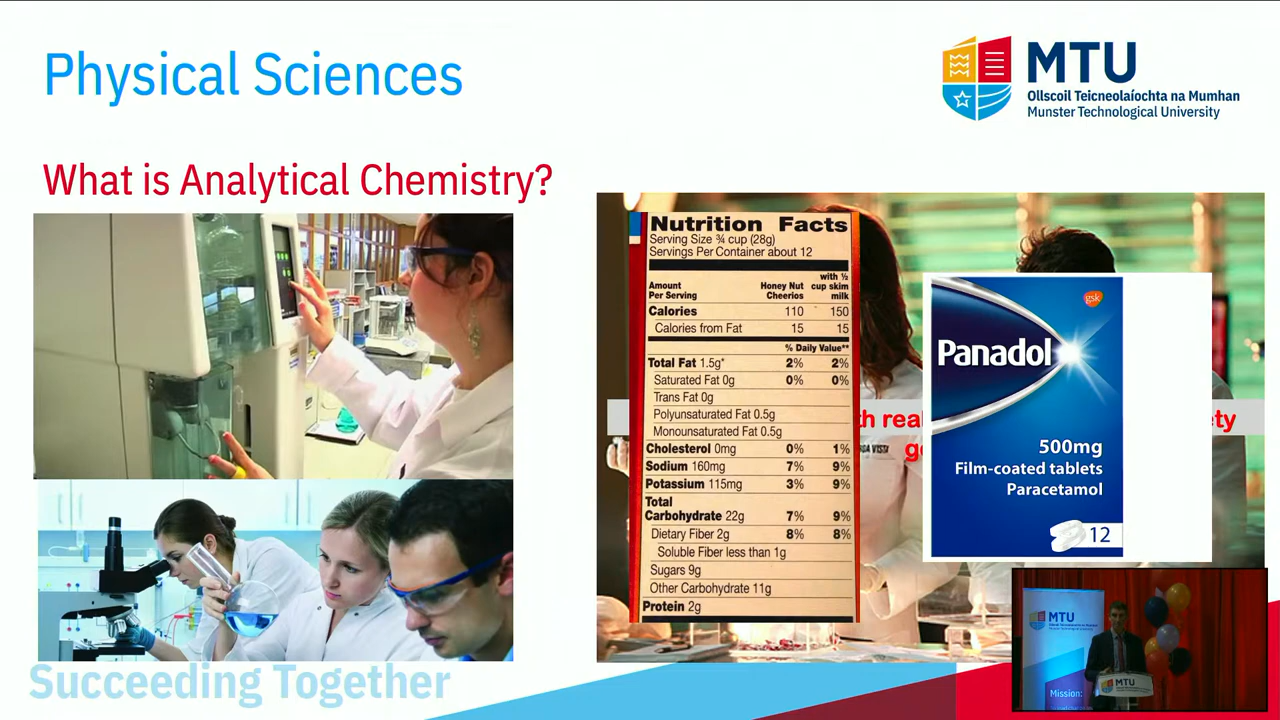 Physical Sciences
MTU
Ollscoil Teicneolaíochta na Mumhan
Munster Technological University
What is Analytical Chemistry?
Nutrition Facts
Serving Size ¾ cup (28g)
Servings Per Container about 12
Amount Per Serving Honey Nut Cheerios with ½ cup skim milk
Calories 110 150
Calories from Fat 15 15
% Daily Value**
Total Fat 1.5g* 2% 2%
Saturated Fat 0g 0% 0%
Trans Fat 0g
Polyunsaturated Fat 0.5g
Monounsaturated Fat 0.5g
Cholesterol 0mg 0% 1%
Sodium 160mg 7% 9%
Potassium 115mg 3% 9%
Total
Carbohydrate 22g 7% 9%
Dietary Fiber 2g 8% 8%
Soluble Fiber less than 1g
Sugars 9g
Other Carbohydrate 11g
Protein 2g
gsk
Panadol
500mg
Film-coated tablets
Paracetamol
12
Succeeding Together
MTU
Mission:
MTU